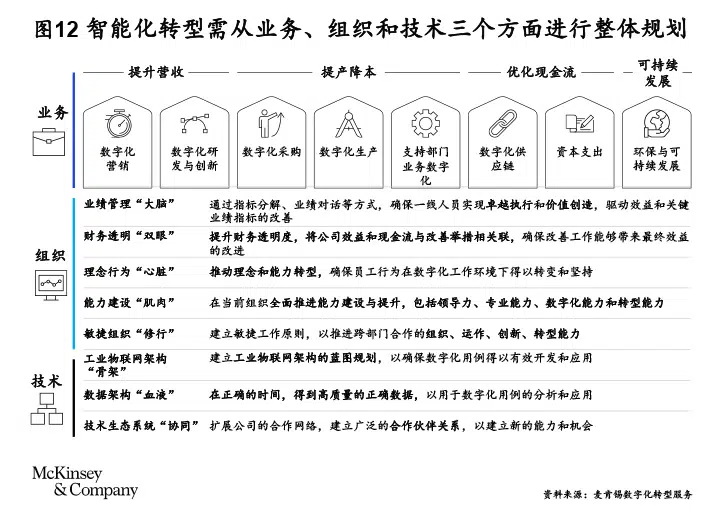 图12 智能化转型需从业务、组织和技术三个方面进行整体规划
提升营收
提产降本
优化现金流
可持续
发展
业务
数字化
营销
数字化研
发与创新
数字化采购
数字化生产
支持部门
业务数字
化
数字化供
应链
资本支出
环保与可
持续发展
组织
业绩管理“大脑”
通过指标分解、业绩对话等方式，确保一线人员实现卓越执行和价值创造，驱动效益和关键
业绩指标的改善
财务透明“双眼”
提升财务透明度，将公司效益和现金流与改善举措相关联，确保改善工作能够带来最终效益
的改进
理念行为“心脏”
推动理念和能力转型，确保员工行为在数字化工作环境下得以转变和坚持
能力建设“肌肉”
在当前组织全面推进能力建设与提升，包括领导力、专业能力、数字化能力和转型能力
敏捷组织“修行”
建立敏捷工作原则，以推进跨部门合作的组织、运作、创新、转型能力
技术
工业物联网架构
“骨架”
建立工业物联网架构的蓝图规划，以确保数字化用例得以有效开发和应用
数据架构“血液”
在正确的时间，得到高质量的正确数据，以用于数字化用例的分析和应用
技术生态系统“协同”
扩展公司的合作网络，建立广泛的合作伙伴关系，以建立新的能力和机会
McKinsey
& Company
资料来源：麦肯锡数字化转型服务